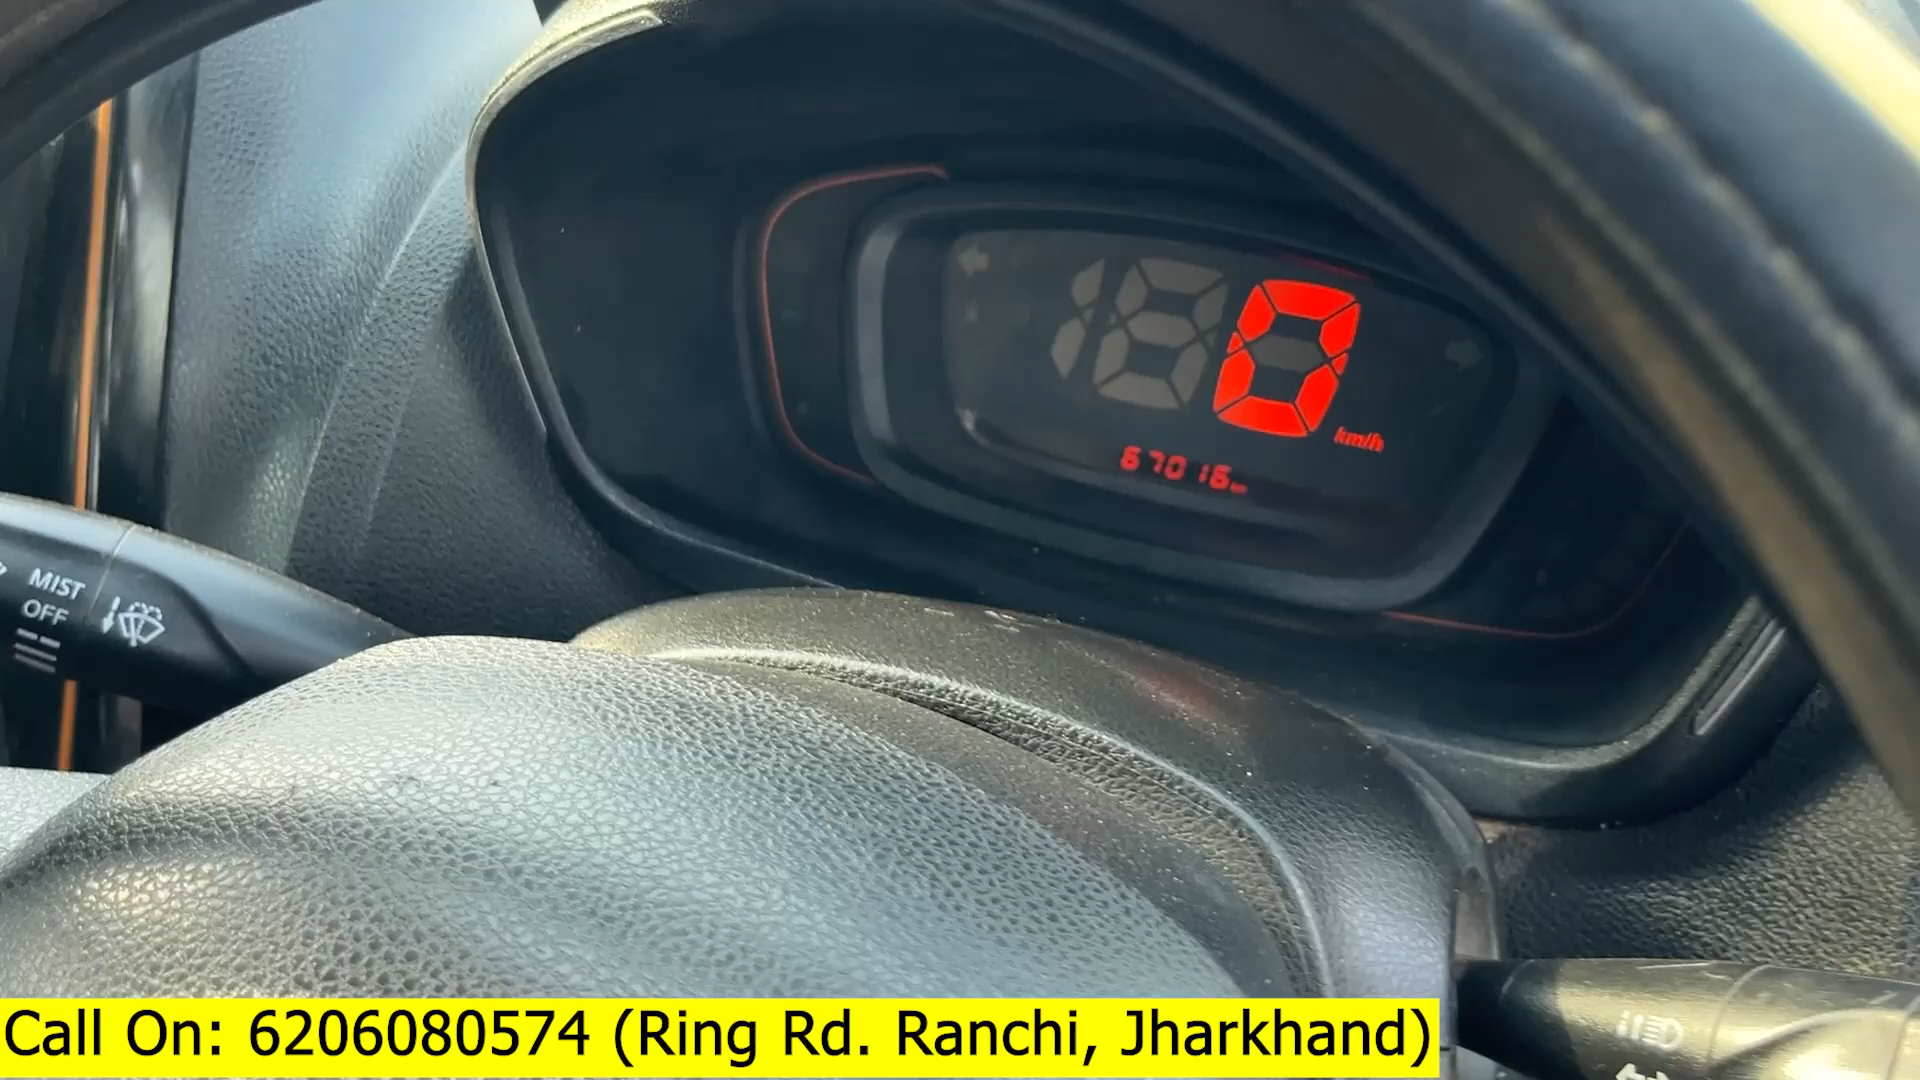 0
km/h
67016
MIST
OFF
Call On: 6206080574 (Ring Rd. Ranchi, Jharkhand)